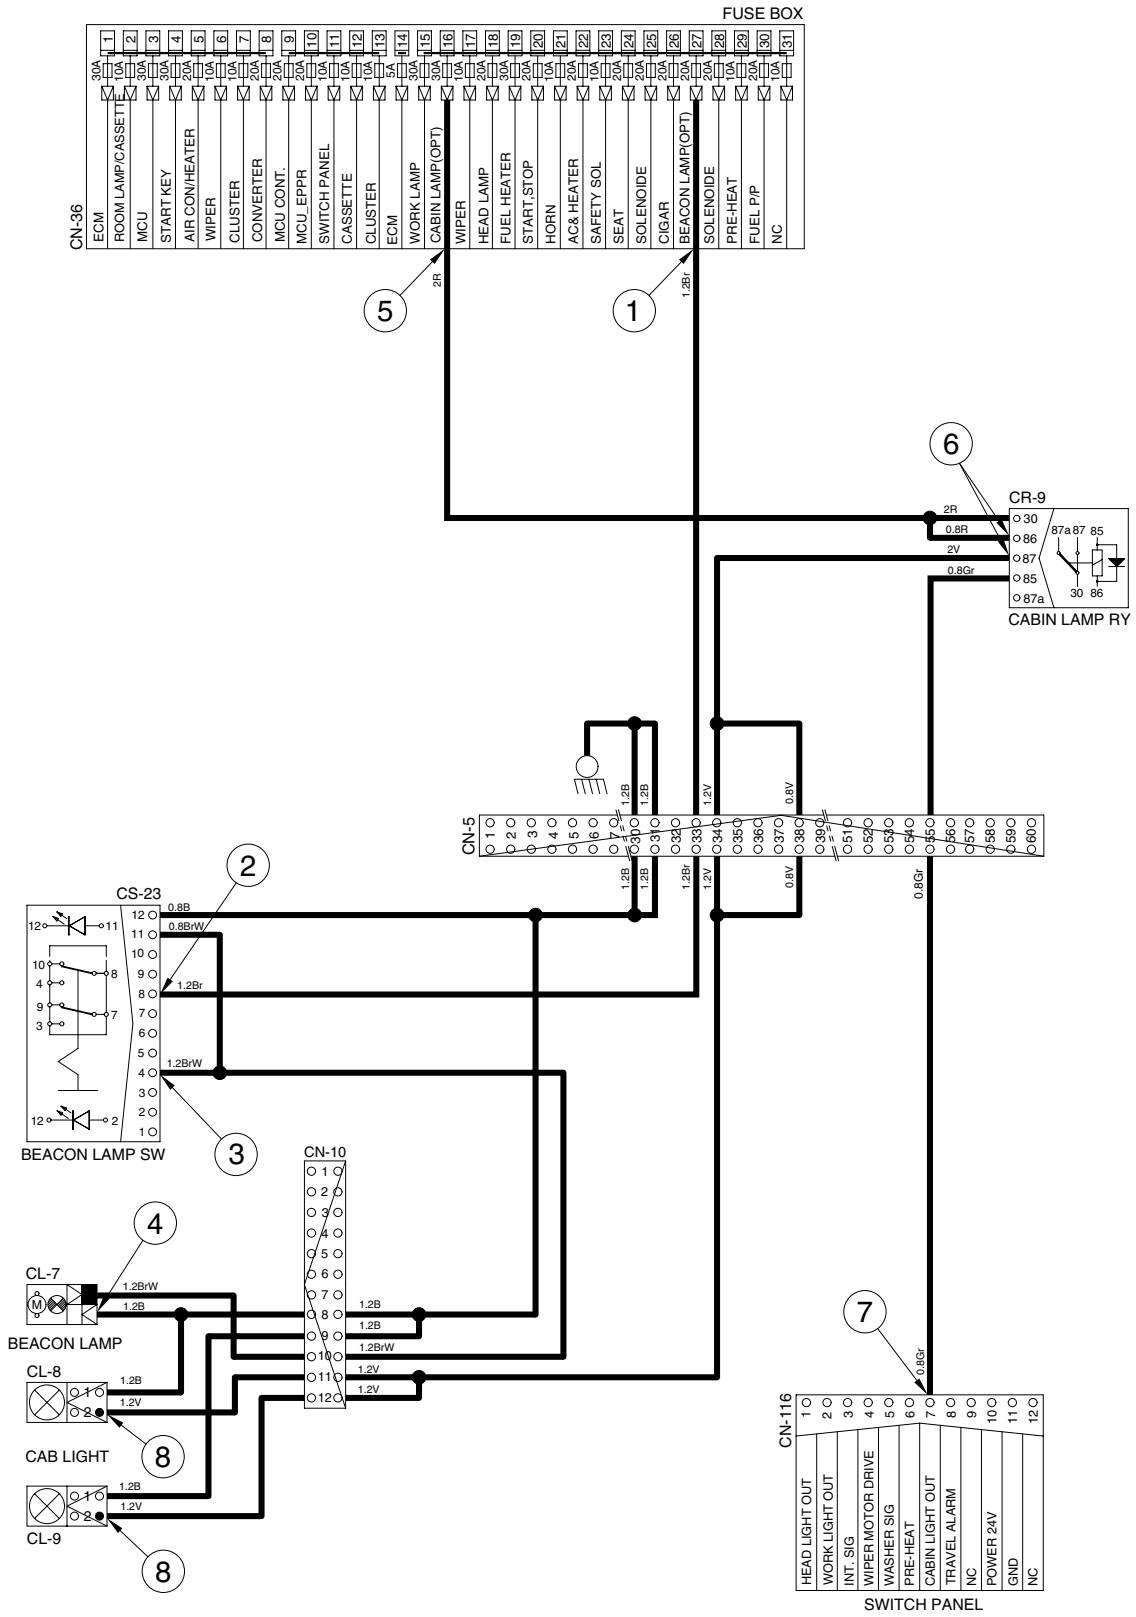 FUSE BOX
1 2 3 4 5 6 7 8 9 10 11 12 13 14 15 16 17 18 19 20 21 22 23 24 25 26 27 28 29 30 31
30A 10A 30A 30A 20A 10A 10A 20A 20A 10A 20A 10A 10A 5A 30A 30A 10A 20A 30A 20A 10A 20A 10A 20A 20A 10A 20A 20A 10A 20A 10A
CN-36
ECM
ROOM LAMP/CASSETTE
MCU
START KEY
AIR CON/HEATER
WIPER
CLUSTER
CONVERTER
MCU CONT.
MCU_EPPR
SWITCH PANEL
CASSETTE
CLUSTER
ECM
WORK LAMP
CABIN LAMP(OPT)
WIPER
HEAD LAMP
FUEL HEATER
START,STOP
HORN
AC& HEATER
SAFETY SOL
SEAT
SOLENOIDE
CIGAR
BEACON LAMP(OPT)
SOLENOIDE
PRE-HEAT
FUEL P/P
NC
2R
1.2Br
5
1
6
CR-9
2R
30
0.8R
86
2V
87
0.8Gr
85
87a
87a 87 85
30 86
CABIN LAMP RY
1.2B 1.2B 1.2V 0.8V
CN-5
1 2 3 4 5 6 7 30 31 32 33 34 35 36 37 38 39 51 52 53 54 55 56 57 58 59 60
1.2B 1.2B 1.2Br 1.2V 0.8V 0.8Gr
2
CS-23
12 0.8B
11 0.8BrW
10
9
8 1.2Br
7
6
5
4 1.2BrW
3
2
1
12 11
10 8
4
9 7
3
12 2
BEACON LAMP SW
3
CN-10
1
2
3
4
5
6
7
8
9
10
11
12
1.2B
1.2B
1.2BrW
1.2V
1.2V
4
CL-7
M
1.2BrW
1.2B
BEACON LAMP
CL-8
1 1.2B
2 1.2V
8
CAB LIGHT
1 1.2B
2 1.2V
CL-9
8
7
0.8Gr
CN-116
1 2 3 4 5 6 7 8 9 10 11 12
HEAD LIGHT OUT
WORK LIGHT OUT
INT. SIG
WIPER MOTOR DRIVE
WASHER SIG
PRE-HEAT
CABIN LIGHT OUT
TRAVEL ALARM
NC
POWER 24V
GND
NC
SWITCH PANEL